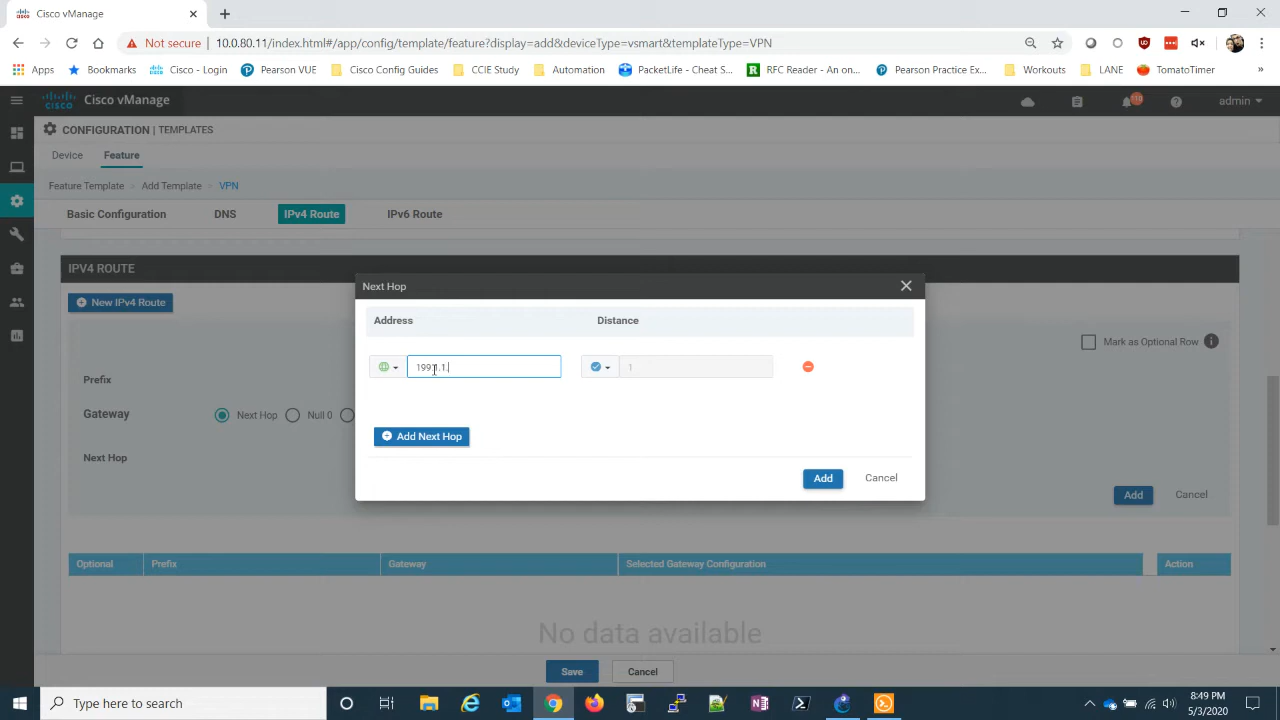 Cisco vManage
Not secure 10.0.80.11/index.html#/app/config/template/feature?display=add&deviceType=vsmart&templateType=VPN
Apps Bookmarks Cisco - Login Pearson VUE Cisco Config Guides CCIE Study Automation PacketLife - Cheat S... RFC Reader - An on... Pearson Practice Ex... Workouts LANE TomatoTimer »
Cisco vManage admin
CONFIGURATION | TEMPLATES
Device Feature
Feature Template > Add Template > VPN
Basic Configuration DNS IPv4 Route IPv6 Route
IPV4 ROUTE
New IPv4 Route
Mark as Optional Row
Prefix
Gateway Next Hop Null 0
Next Hop
Add Cancel
Next Hop
Address Distance
1
Add Next Hop
Add Cancel
Optional Prefix Gateway Selected Gateway Configuration Action
No data available
Save Cancel
Type here to search
8:49 PM
5/3/2020